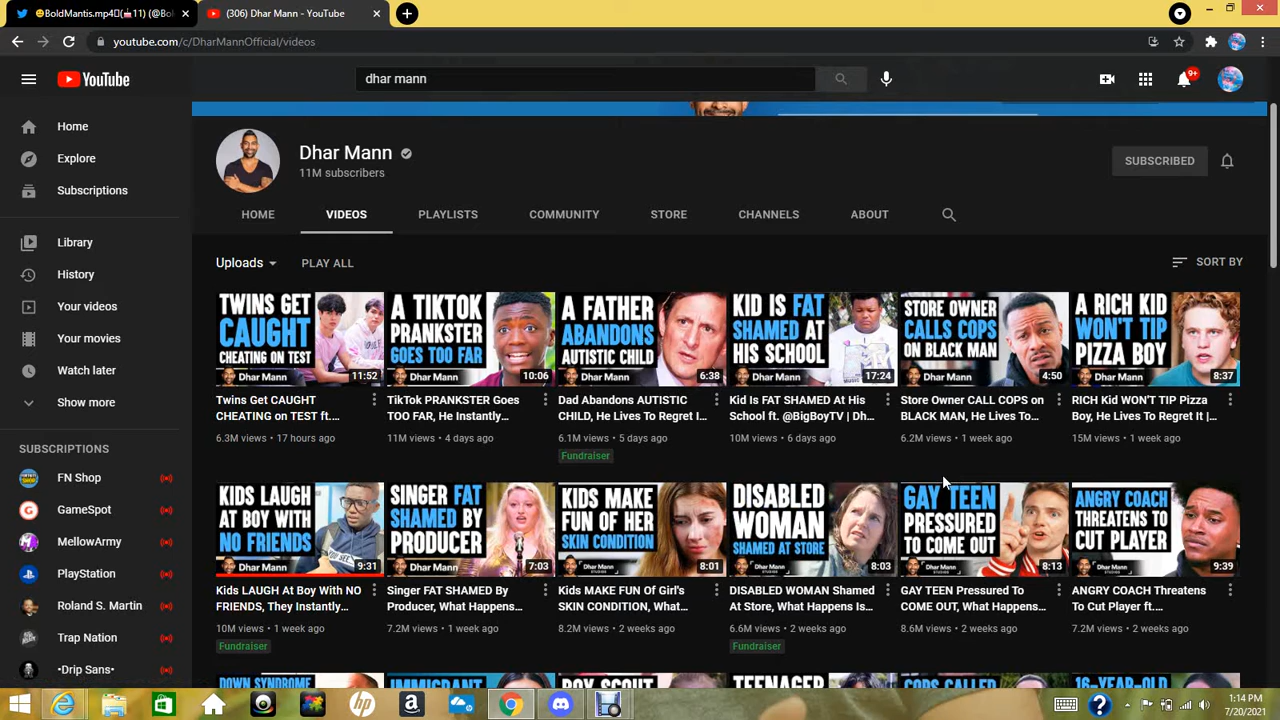 😀BoldMantis.mp4 11) (@Bol
(306) Dhar Mann - YouTube
youtube.com/c/DharMannOfficial/videos
YouTube
dhar mann
9+
Home
Explore
Subscriptions
Library
History
Your videos
Your movies
Watch later
Show more
SUBSCRIPTIONS
FN Shop
GameSpot
MellowArmy
PlayStation
Roland S. Martin
Trap Nation
•Drip Sans•
Dhar Mann
11M subscribers
SUBSCRIBED
HOME VIDEOS PLAYLISTS COMMUNITY STORE CHANNELS ABOUT
Uploads PLAY ALL SORT BY
TWINS GET
CAUGHT
CHEATING ON TEST
Dhar Mann
11:52
Twins Get CAUGHT
CHEATING on TEST ft....
6.3M views • 17 hours ago
A TIKTOK
PRANKSTER
GOES TOO FAR
Dhar Mann
10:06
TikTok PRANKSTER Goes
TOO FAR, He Instantly...
11M views • 4 days ago
A FATHER
ABANDONS
AUTISTIC CHILD
Dhar Mann
6:38
Dad Abandons AUTISTIC
CHILD, He Lives To Regret I...
6.1M views • 5 days ago
Fundraiser
KID IS FAT
SHAMED AT
HIS SCHOOL
Dhar Mann
17:24
Kid Is FAT SHAMED At His
School ft. @BigBoyTV | Dh...
10M views • 6 days ago
STORE OWNER
CALLS COPS
ON BLACK MAN
Dhar Mann
4:50
Store Owner CALL COPS on
BLACK MAN, He Lives To...
6.2M views • 1 week ago
A RICH KID
WON'T TIP
PIZZA BOY
Dhar Mann
8:37
RICH Kid WON'T TIP Pizza
Boy, He Lives To Regret It |...
15M views • 1 week ago
KIDS LAUGH
AT BOY WITH
NO FRIENDS
Dhar Mann
9:31
Kids LAUGH At Boy With NO
FRIENDS, They Instantly...
10M views • 1 week ago
Fundraiser
SINGER FAT
SHAMED BY
PRODUCER
Dhar Mann
7:03
Singer FAT SHAMED By
Producer, What Happens...
7.2M views • 1 week ago
KIDS MAKE
FUN OF HER
SKIN CONDITION
Dhar Mann
8:01
Kids MAKE FUN Of Girl's
SKIN CONDITION, What...
8.2M views • 2 weeks ago
DISABLED
WOMAN
SHAMED AT STORE
Dhar Mann
8:03
DISABLED WOMAN Shamed
At Store, What Happens Is...
6.6M views • 2 weeks ago
Fundraiser
GAY TEEN
PRESSURED
TO COME OUT
Dhar Mann
8:13
GAY TEEN Pressured To
COME OUT, What Happens...
8.6M views • 2 weeks ago
ANGRY COACH
THREATENS TO
CUT PLAYER
Dhar Mann
9:39
ANGRY COACH Threatens
To Cut Player ft....
7.2M views • 2 weeks ago
DOWN SYNDROME
IMMIGRANT
BOY SCOUT
TEENAGER
COPS CALLED
16-YEAR-OLD
1:14 PM
7/20/2021